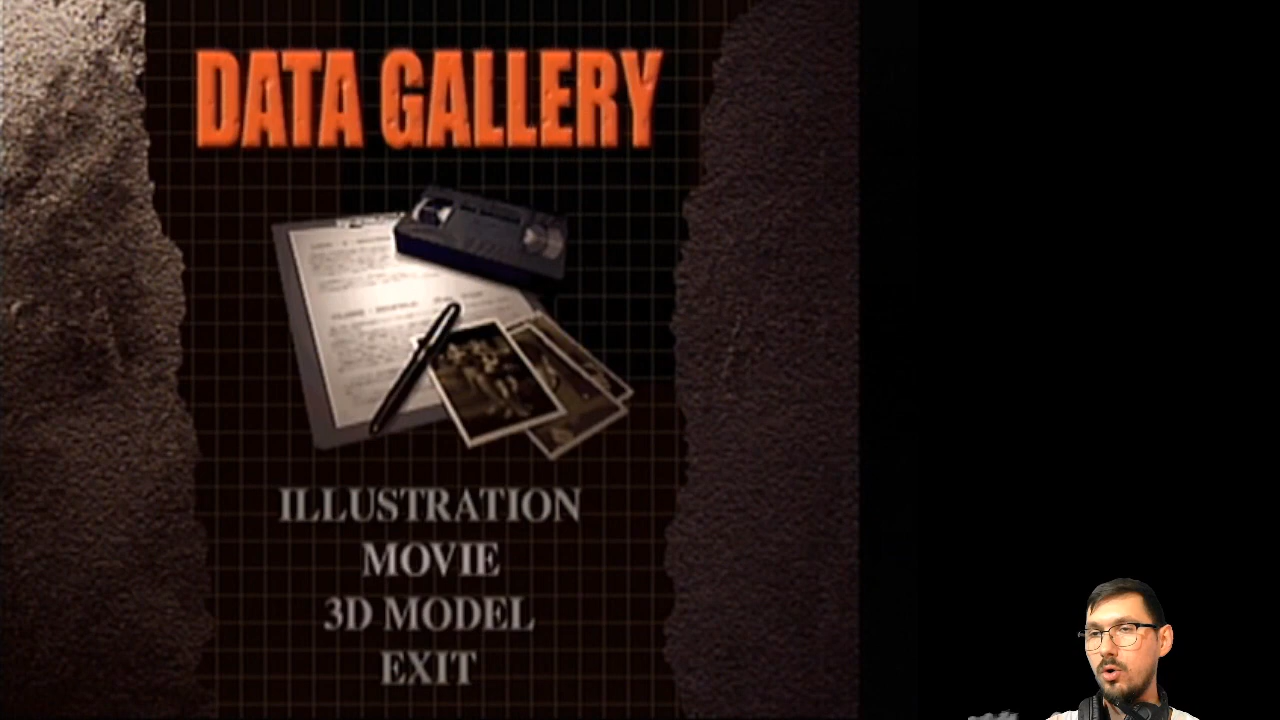 DATA GALLERY
ILLUSTRATION
MOVIE
3D MODEL
EXIT